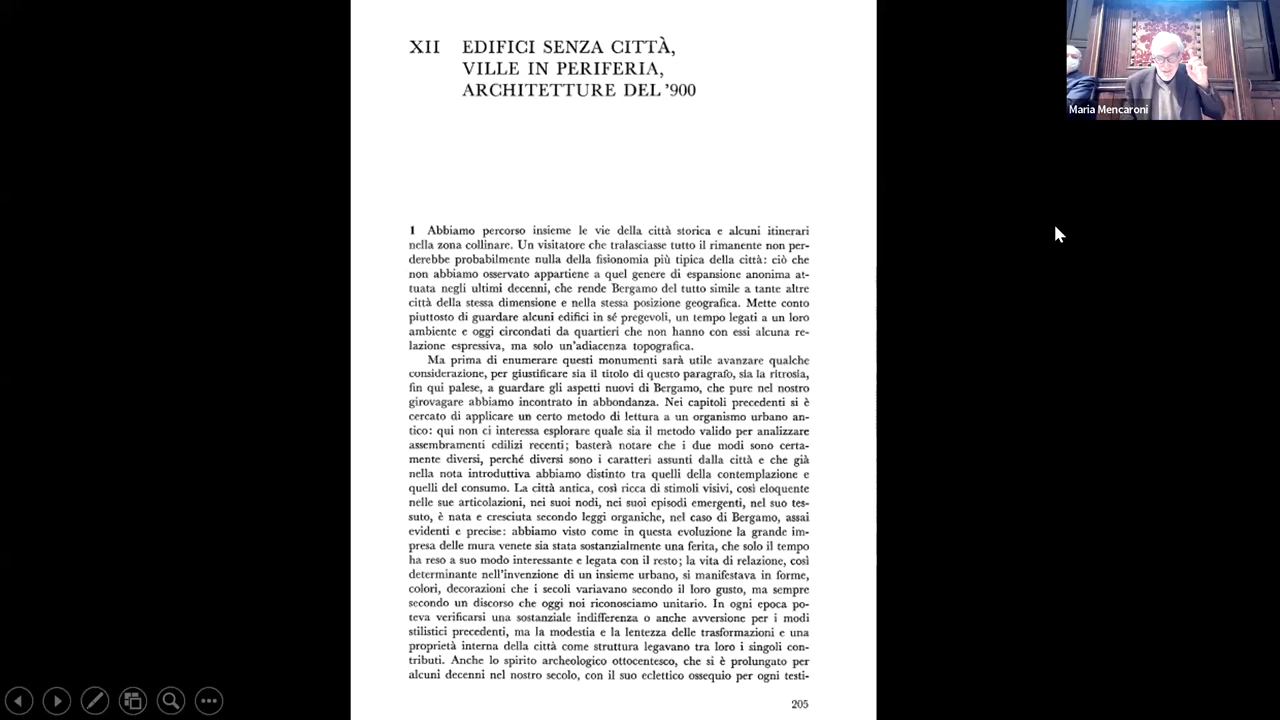 XII EDIFICI SENZA CITTÀ,
VILLE IN PERIFERIA,
ARCHITETTURE DEL '900
1 Abbiamo percorso insieme le vie della città storica e alcuni itinerari
nella zona collinare. Un visitatore che tralasciasse tutto il rimanente non per-
derebbe probabilmente nulla della fisionomia più tipica della città: ciò che
non abbiamo osservato appartiene a quel genere di espansione anonima at-
tuata negli ultimi decenni, che rende Bergamo del tutto simile a tante altre
città della stessa dimensione e nella stessa posizione geografica. Mette conto
piuttosto di guardare alcuni edifici in sé pregevoli, un tempo legati a un loro
ambiente e oggi circondati da quartieri che non hanno con essi alcuna re-
lazione espressiva, ma solo un'adiacenza topografica.
Ma prima di enumerare questi monumenti sarà utile avanzare qualche
considerazione, per giustificare sia il titolo di questo paragrafo, sia la ritrosia,
fin qui palese, a guardare gli aspetti nuovi di Bergamo, che pure nel nostro
girovagare abbiamo incontrato in abbondanza. Nei capitoli precedenti si è
cercato di applicare un certo metodo di lettura a un organismo urbano an-
tico: qui non ci interessa esplorare quale sia il metodo valido per analizzare
assembramenti edilizi recenti; basterà notare che i due modi sono certa-
mente diversi, perché diversi sono i caratteri assunti dalla città e che già
nella nota introduttiva abbiamo distinto tra quelli della contemplazione e
quelli del consumo. La città antica, così ricca di stimoli visivi, così eloquente
nelle sue articolazioni, nei suoi nodi, nei suoi episodi emergenti, nel suo tes-
suto, è nata e cresciuta secondo leggi organiche, nel caso di Bergamo, assai
evidenti e precise: abbiamo visto come in questa evoluzione la grande im-
presa delle mura venete sia stata sostanzialmente una ferita, che solo il tempo
ha reso a suo modo interessante e legata con il resto; la vita di relazione, così
determinante nell'invenzione di un insieme urbano, si manifestava in forme,
colori, decorazioni che i secoli variavano secondo il loro gusto, ma sempre
secondo un discorso che oggi noi riconosciamo unitario. In ogni epoca po-
teva verificarsi una sostanziale indifferenza o anche avversione per i modi
stilistici precedenti, ma la modestia e la lentezza delle trasformazioni e una
proprietà interna della città come struttura legavano tra loro i singoli con-
tributi. Anche lo spirito archeologico ottocentesco, che si è prolungato per
alcuni decenni nel nostro secolo, con il suo eclettico ossequio per ogni testi-
205
Maria Mencaroni